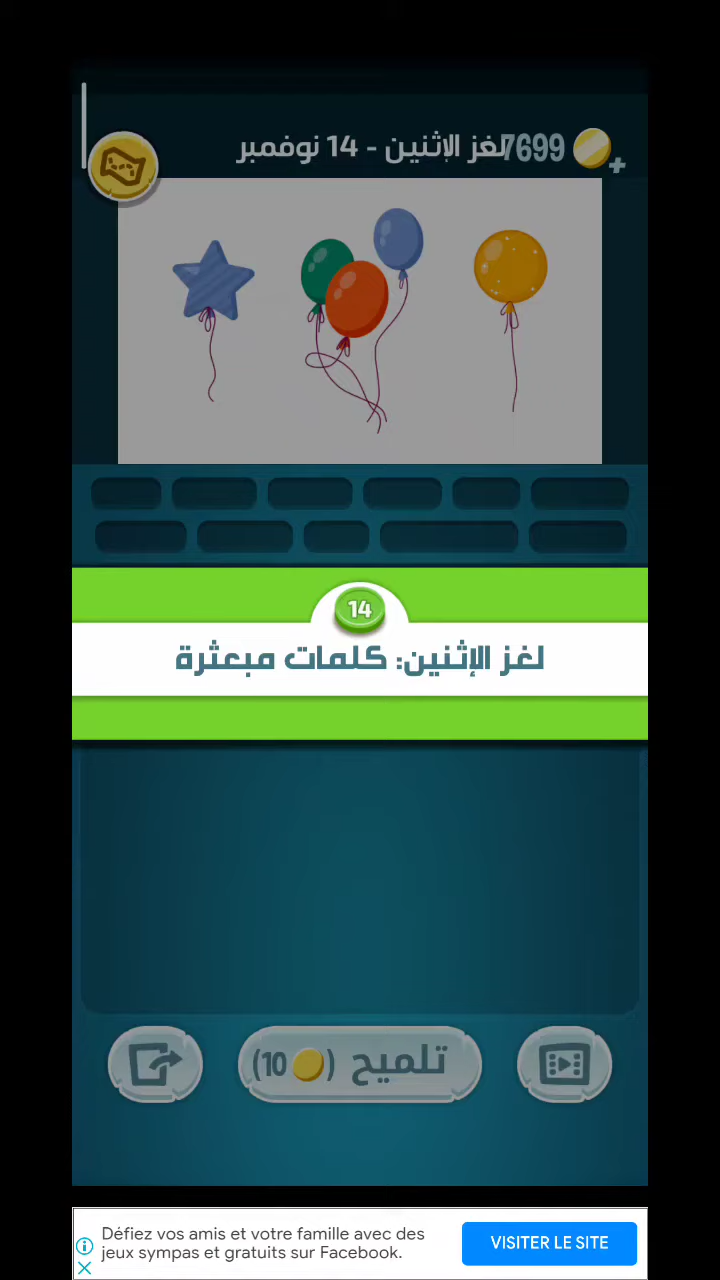 لغز الإثنين - 14 نوفمبر
7699
14
لغز الإثنين: كلمات مبعثرة
تلميح (10)
Défiez vos amis et votre famille avec des
jeux sympas et gratuits sur Facebook.
VISITER LE SITE